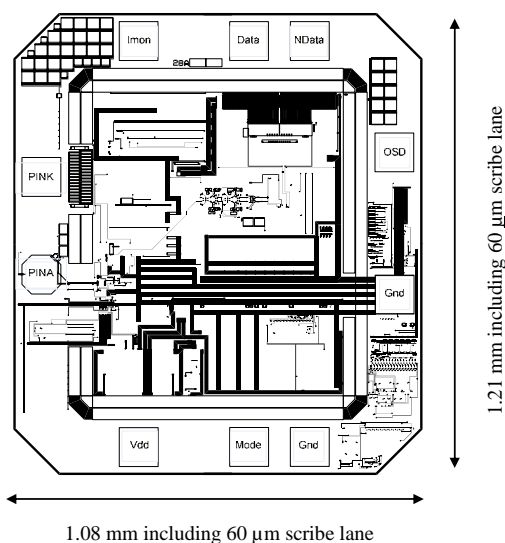 Imon
Data
NData
28A
OSD
PINK
PINA
Gnd
Vdd
Mode
Gnd
1.21 mm including 60 µm scribe lane
1.08 mm including 60 µm scribe lane